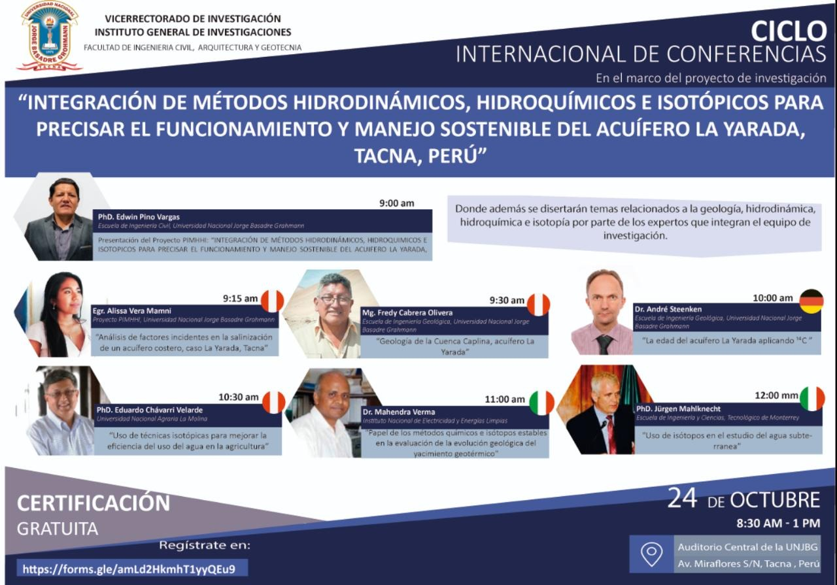 UNIVERSIDAD NACIONAL
JORGE BASADRE GROHMANN
TACNA
VICERRECTORADO DE INVESTIGACIÓN
INSTITUTO GENERAL DE INVESTIGACIONES
FACULTAD DE INGENIERIA CIVIL, ARQUITECTURA Y GEOTECNIA
CICLO
INTERNACIONAL DE CONFERENCIAS
En el marco del proyecto de investigación
“INTEGRACIÓN DE MÉTODOS HIDRODINÁMICOS, HIDROQUÍMICOS E ISOTÓPICOS PARA
PRECISAR EL FUNCIONAMIENTO Y MANEJO SOSTENIBLE DEL ACUÍFERO LA YARADA,
TACNA, PERÚ”
9:00 am
PhD. Edwin Pino Vargas
Escuela de Ingeniería Civil, Universidad Nacional Jorge Basadre Grahmann
Presentación del Proyecto PIMHHI: “INTEGRACIÓN DE MÉTODOS HIDRODINÁMICOS, HIDROQUIMICOS E
ISOTOPICOS PARA PRECISAR EL FUNCIONAMIENTO Y MANEJO SOSTENIBLE DEL ACUIFERO LA YARADA,
Donde además se disertarán temas relacionados a la geología, hidrodinámica,
hidroquímica e isotopía por parte de los expertos que integran el equipo de
investigación.
9:15 am
Egr. Alissa Vera Mamni
Proyecto PIMHHI, Universidad Nacional Jorge Basadre Grohmann
“Análisis de factores incidentes en la salinización
de un acuífero costero, caso La Yarada, Tacna”
9:30 am
Mg. Fredy Cabrera Olivera
Escuela de Ingeniería Geológica, Universidad Nacional Jorge
Basadre Grohmann
“Geología de la Cuenca Caplina, acuífero La
Yarada”
10:00 am
Dr. André Steenken
Escuela de Ingeniería Geológica, Universidad Nacional Jorge
Basadre Grohmann
“La edad del acuífero La Yarada aplicando ¹⁴C ”
10:30 am
PhD. Eduardo Chávarri Velarde
Universidad Nacional Agraria La Molina
“Uso de técnicas isotópicas para mejorar la
eficiencia del uso del agua en la agricultura”
11:00 am
Dr. Mahendra Verma
Instituto Nacional de Electricidad y Energías Limpias
“Papel de los métodos químicos e isótopos estables
en la evaluación de la evolución geológica del
yacimiento geotérmico”
12:00 mm
PhD. Jürgen Mahlknecht
Escuela de Ingeniería y Ciencias, Tecnológico de Monterrey
“Uso de isótopos en el estudio del agua subte-
rranea”
CERTIFICACIÓN
GRATUITA
Regístrate en:
https://forms.gle/amLd2HkmhT1yyQEu9
24 DE OCTUBRE
8:30 AM - 1 PM
Auditorio Central de la UNJBG
Av. Miraflores S/N, Tacna , Perú